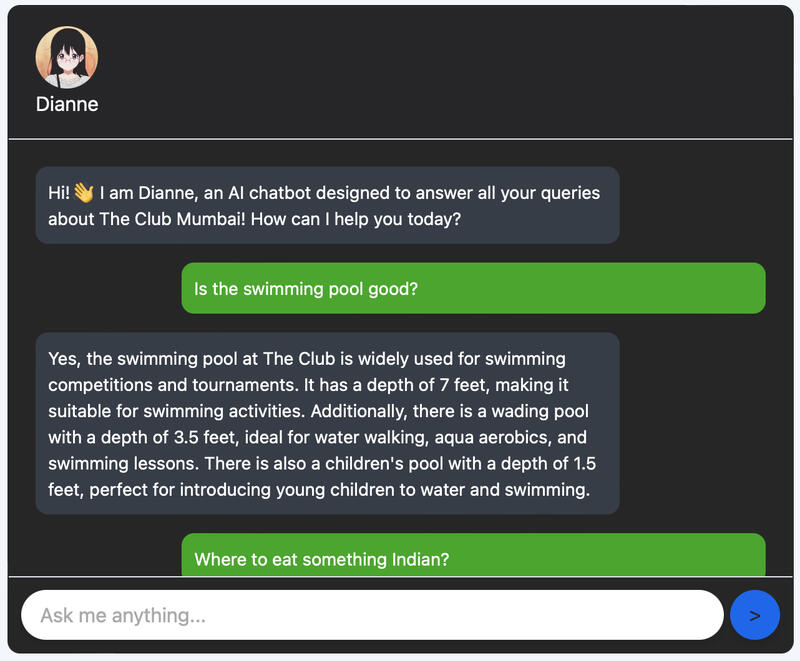 Dianne
Hi! 👋 I am Dianne, an AI chatbot designed to answer all your queries
about The Club Mumbai! How can I help you today?
Is the swimming pool good?
Yes, the swimming pool at The Club is widely used for swimming
competitions and tournaments. It has a depth of 7 feet, making it
suitable for swimming activities. Additionally, there is a wading pool
with a depth of 3.5 feet, ideal for water walking, aqua aerobics, and
swimming lessons. There is also a children's pool with a depth of 1.5
feet, perfect for introducing young children to water and swimming.
Where to eat something Indian?
Ask me anything...
>